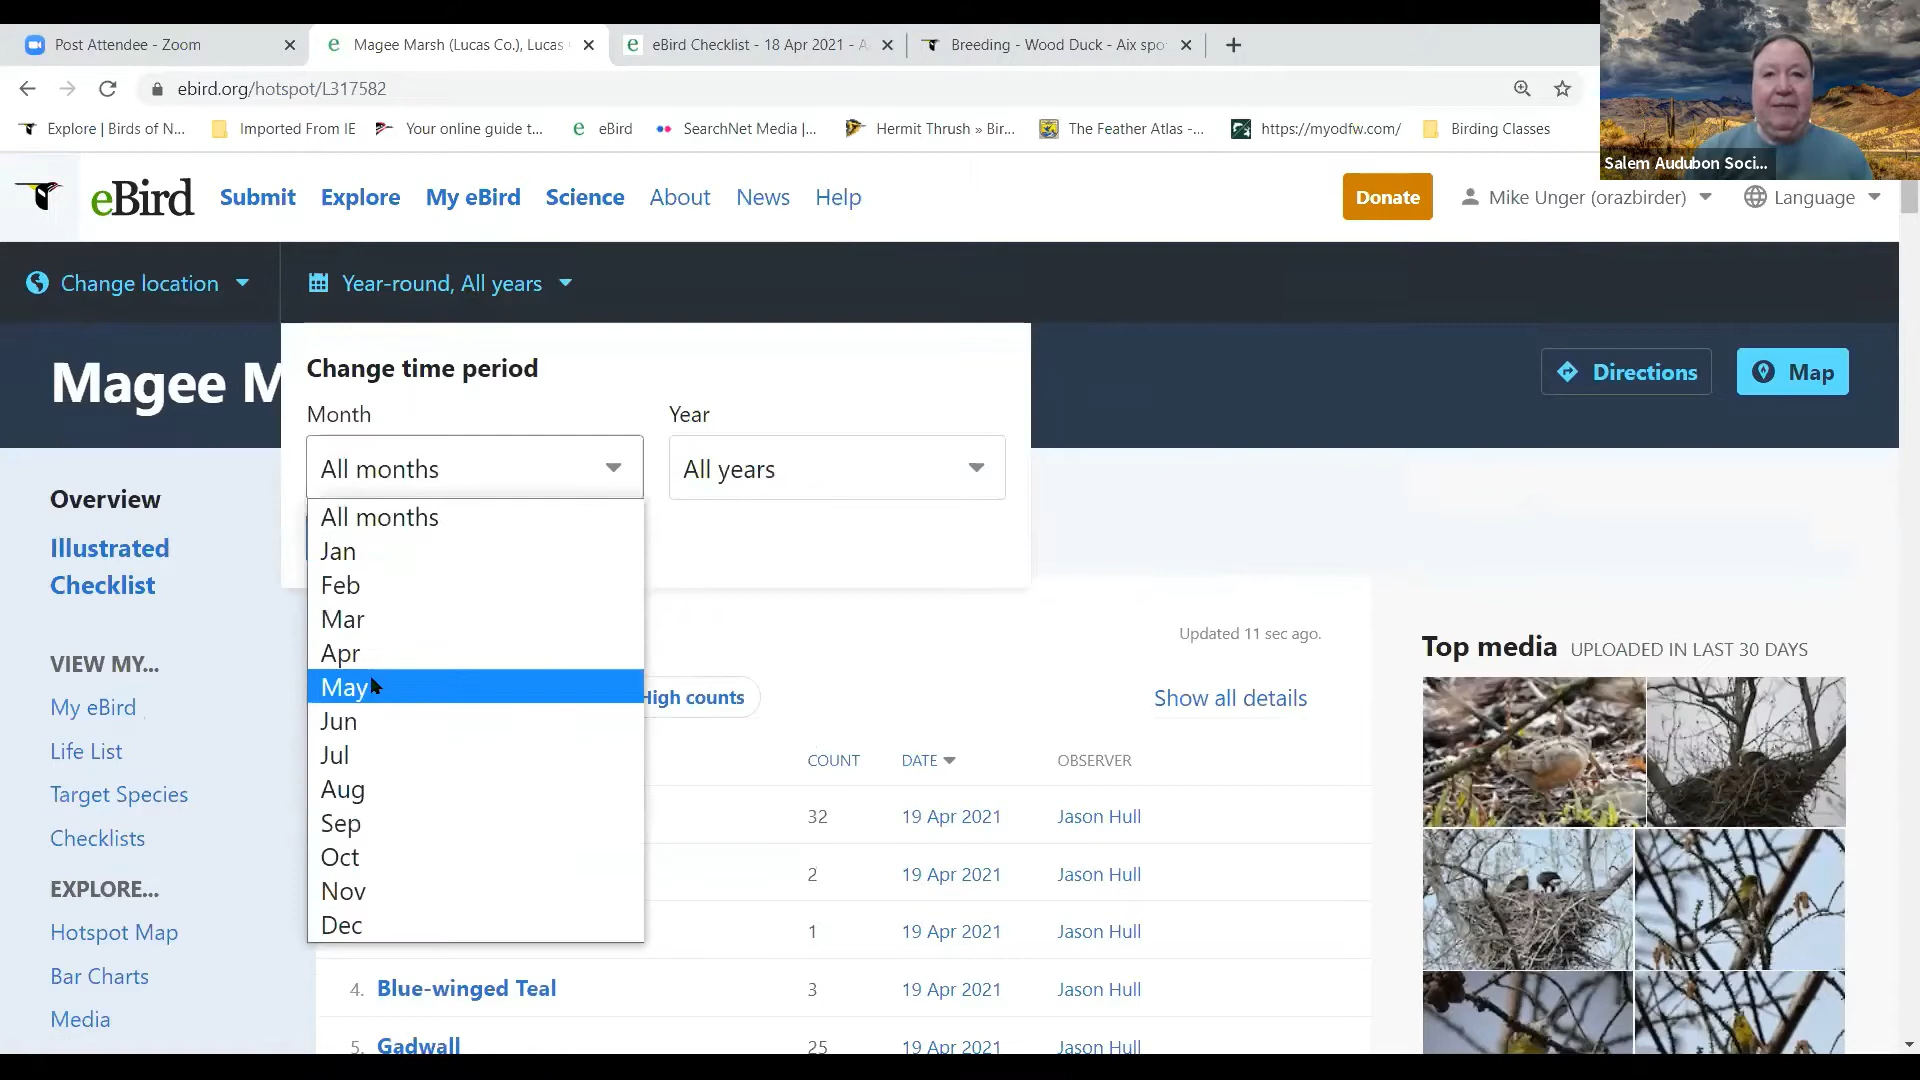 Post Attendee - Zoom
Magee Marsh (Lucas Co.), Lucas
eBird Checklist - 18 Apr 2021 - A
Breeding - Wood Duck - Aix spo
ebird.org/hotspot/L317582
Explore | Birds of N...
Imported From IE
Your online guide t...
eBird
SearchNet Media |...
Hermit Thrush » Bir...
The Feather Atlas -...
https://myodfw.com/
Birding Classes
Salem Audubon Soci...
eBird
Submit
Explore
My eBird
Science
About
News
Help
Donate
Mike Unger (orazbirder)
Language
Change location
Year-round, All years
Magee M
Directions
Map
Change time period
Month
Year
All months
All years
All months
Jan
Feb
Mar
Apr
May
Jun
Jul
Aug
Sep
Oct
Nov
Dec
Overview
Illustrated
Checklist
VIEW MY...
My eBird
Life List
Target Species
Checklists
EXPLORE...
Hotspot Map
Bar Charts
Media
Updated 11 sec ago.
High counts
Show all details
COUNT
DATE
OBSERVER
32
19 Apr 2021
Jason Hull
2
19 Apr 2021
Jason Hull
1
19 Apr 2021
Jason Hull
4.
Blue-winged Teal
3
19 Apr 2021
Jason Hull
5.
Gadwall
25
19 Apr 2021
Jason Hull
Top media UPLOADED IN LAST 30 DAYS